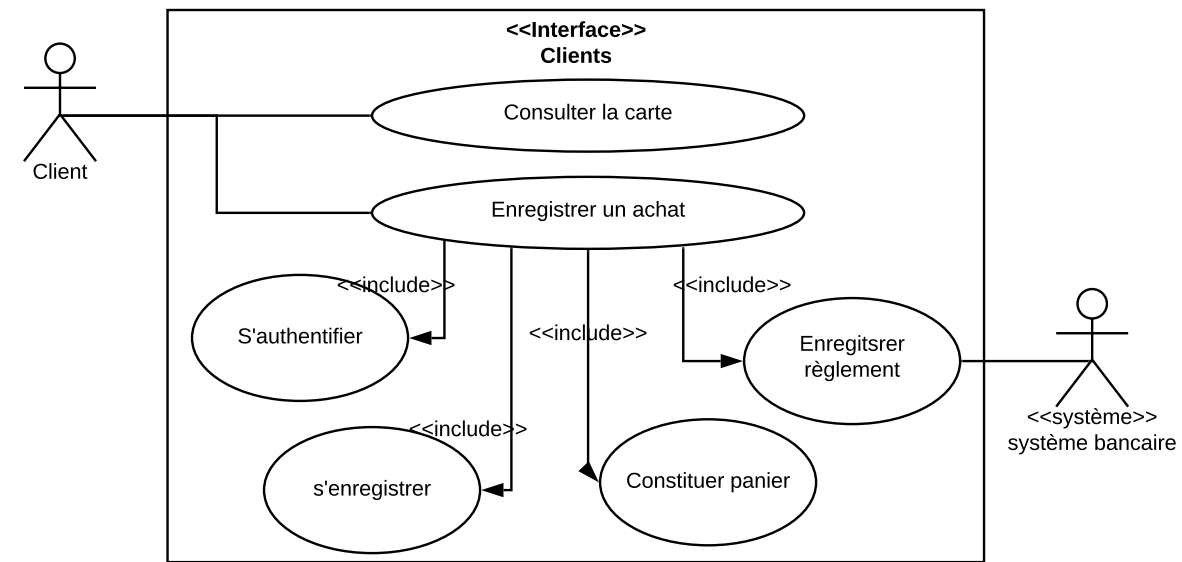 <<Interface>>
Clients
Consulter la carte
Client
Enregistrer un achat
<<include>>
<<include>>
S'authentifier
<<include>>
Enregitsrer
règlement
<<système>>
système bancaire
<<include>>
s'enregistrer
Constituer panier